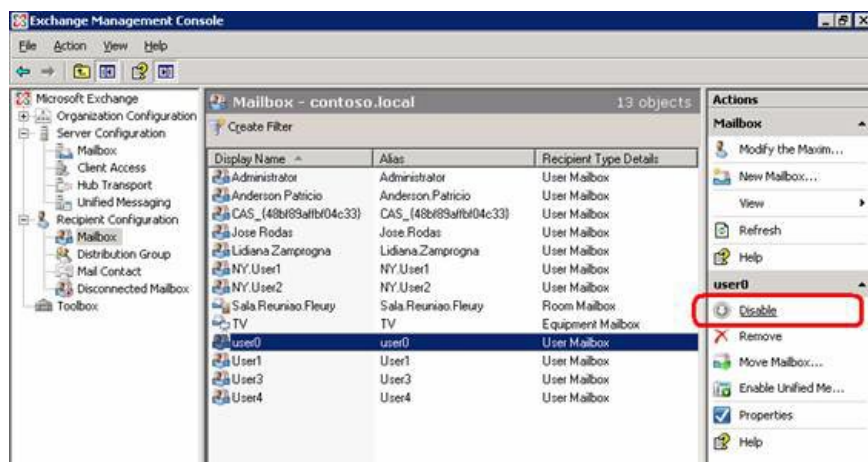 Exchange Management Console
File Action View Help
Microsoft Exchange
Organization Configuration
Server Configuration
Mailbox
Client Access
Hub Transport
Unified Messaging
Recipient Configuration
Mailbox
Distribution Group
Mail Contact
Disconnected Mailbox
Toolbox
Mailbox - contoso.local 13 objects
Create Filter
Display Name Alias Recipient Type Details
Administrator Administrator User Mailbox
Anderson Patricio Anderson.Patricio User Mailbox
CAS_{48bf89affbf04c33} CAS_{48bf89affbf04c33} User Mailbox
Jose Rodas Jose.Rodas User Mailbox
Lidiana Zamprogna Lidiana.Zamprogna User Mailbox
NY.User1 NY.User1 User Mailbox
NY.User2 NY.User2 User Mailbox
Sala.Reuniao.Fleury Sala.Reuniao.Fleury Room Mailbox
TV TV Equipment Mailbox
user0 user0 User Mailbox
User1 User1 User Mailbox
User3 User3 User Mailbox
User4 User4 User Mailbox
Actions
Mailbox
Modify the Maxim...
New Mailbox...
View
Refresh
Help
user0
Disable
Remove
Move Mailbox...
Enable Unified Me...
Properties
Help